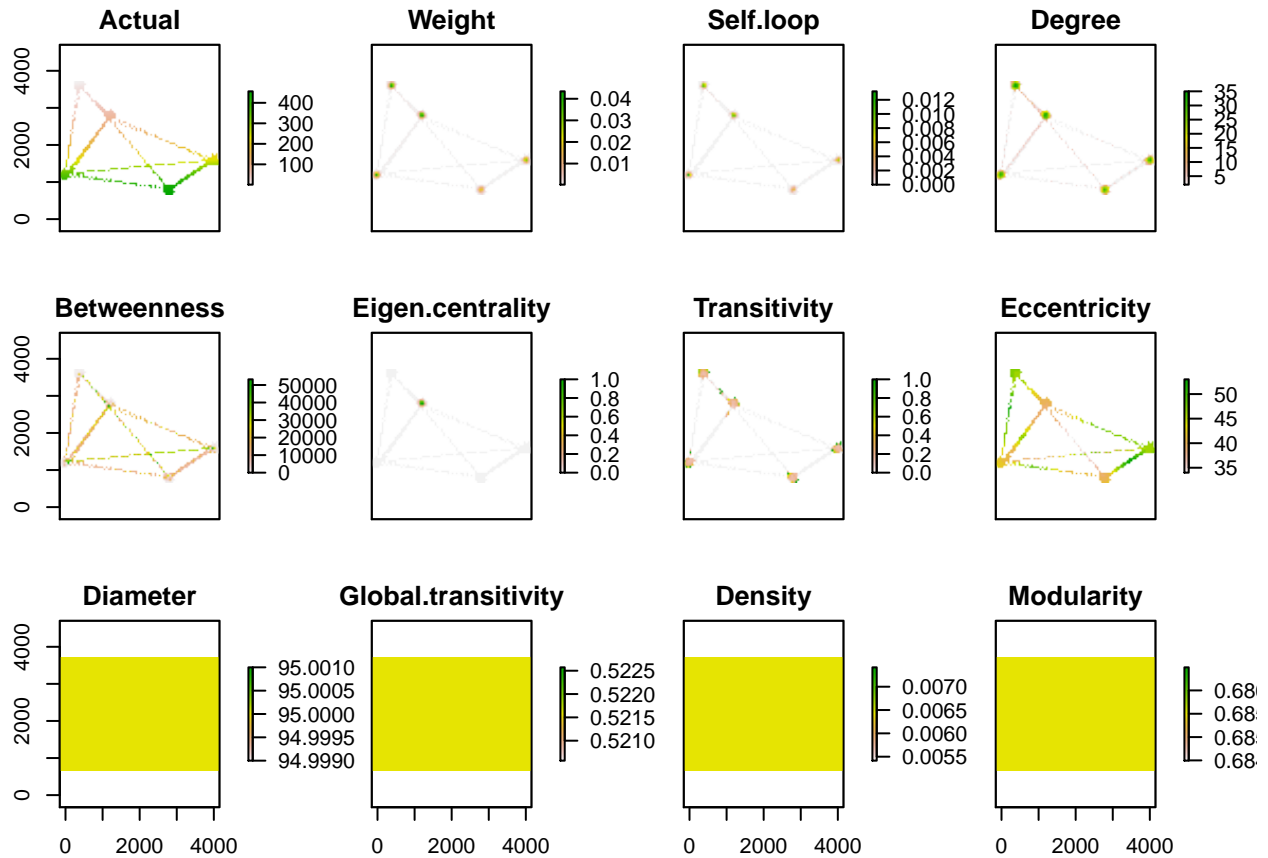 Actual
Weight
Self.loop
Degree
0 2000 4000
100 200 300 400
0.01 0.02 0.03 0.04
0.000 0.002 0.004 0.006 0.008 0.010 0.012
5 10 15 20 25 30 35
Betweenness
Eigen.centrality
Transitivity
Eccentricity
0 2000 4000
0 10000 20000 30000 40000 50000
0.0 0.2 0.4 0.6 0.8 1.0
0.0 0.2 0.4 0.6 0.8 1.0
35 40 45 50
Diameter
Global.transitivity
Density
Modularity
0 2000 4000
94.9990 94.9995 95.0000 95.0005 95.0010
0.5210 0.5215 0.5220 0.5225
0.0055 0.0060 0.0065 0.0070
0 2000 4000
0 2000 4000
0 2000 4000
0 2000 4000